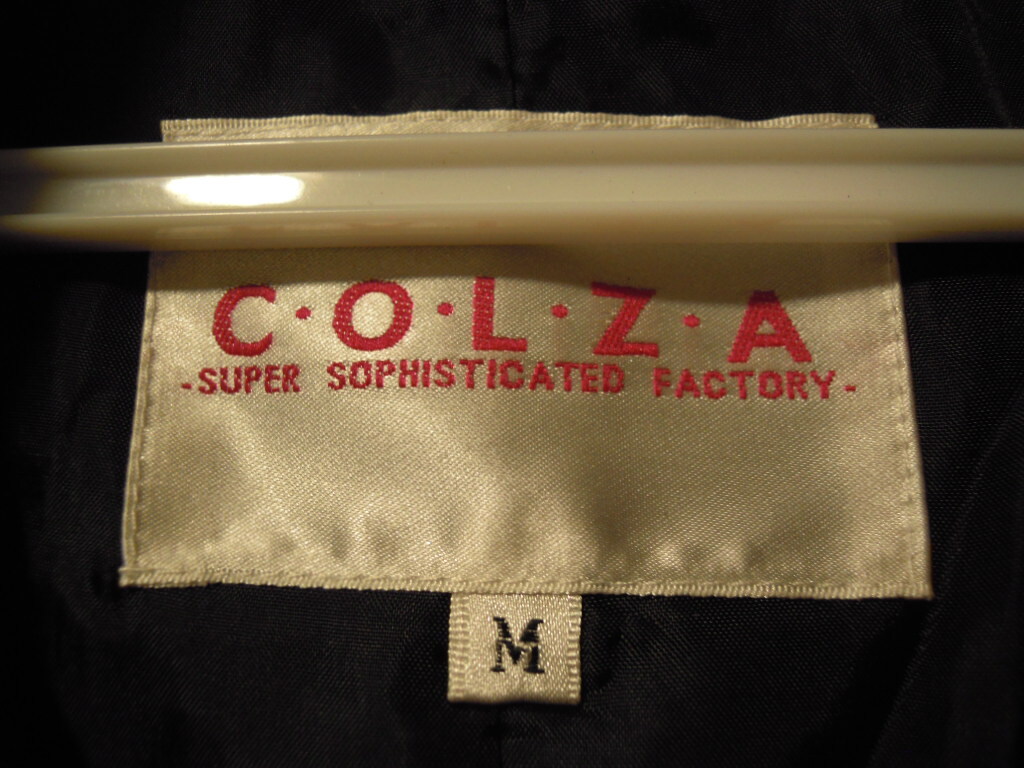 C·O·L·Z·A
-SUPER SOPHISTICATED FACTORY-
M